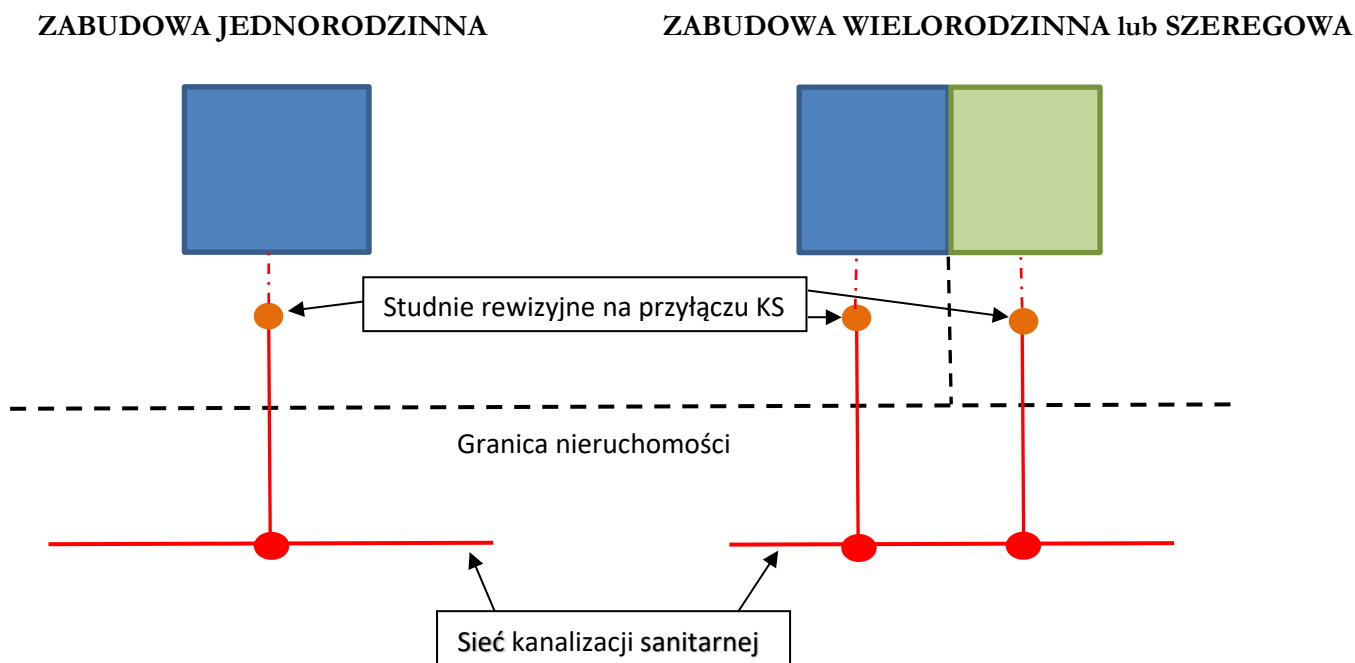 ZABUDOWA JEDNORODZINNA
ZABUDOWA WIELORODZINNA lub SZEREGOWA
Studnie rewizyjne na przyłączu KS
Granica nieruchomości
Sieć kanalizacji sanitarnej